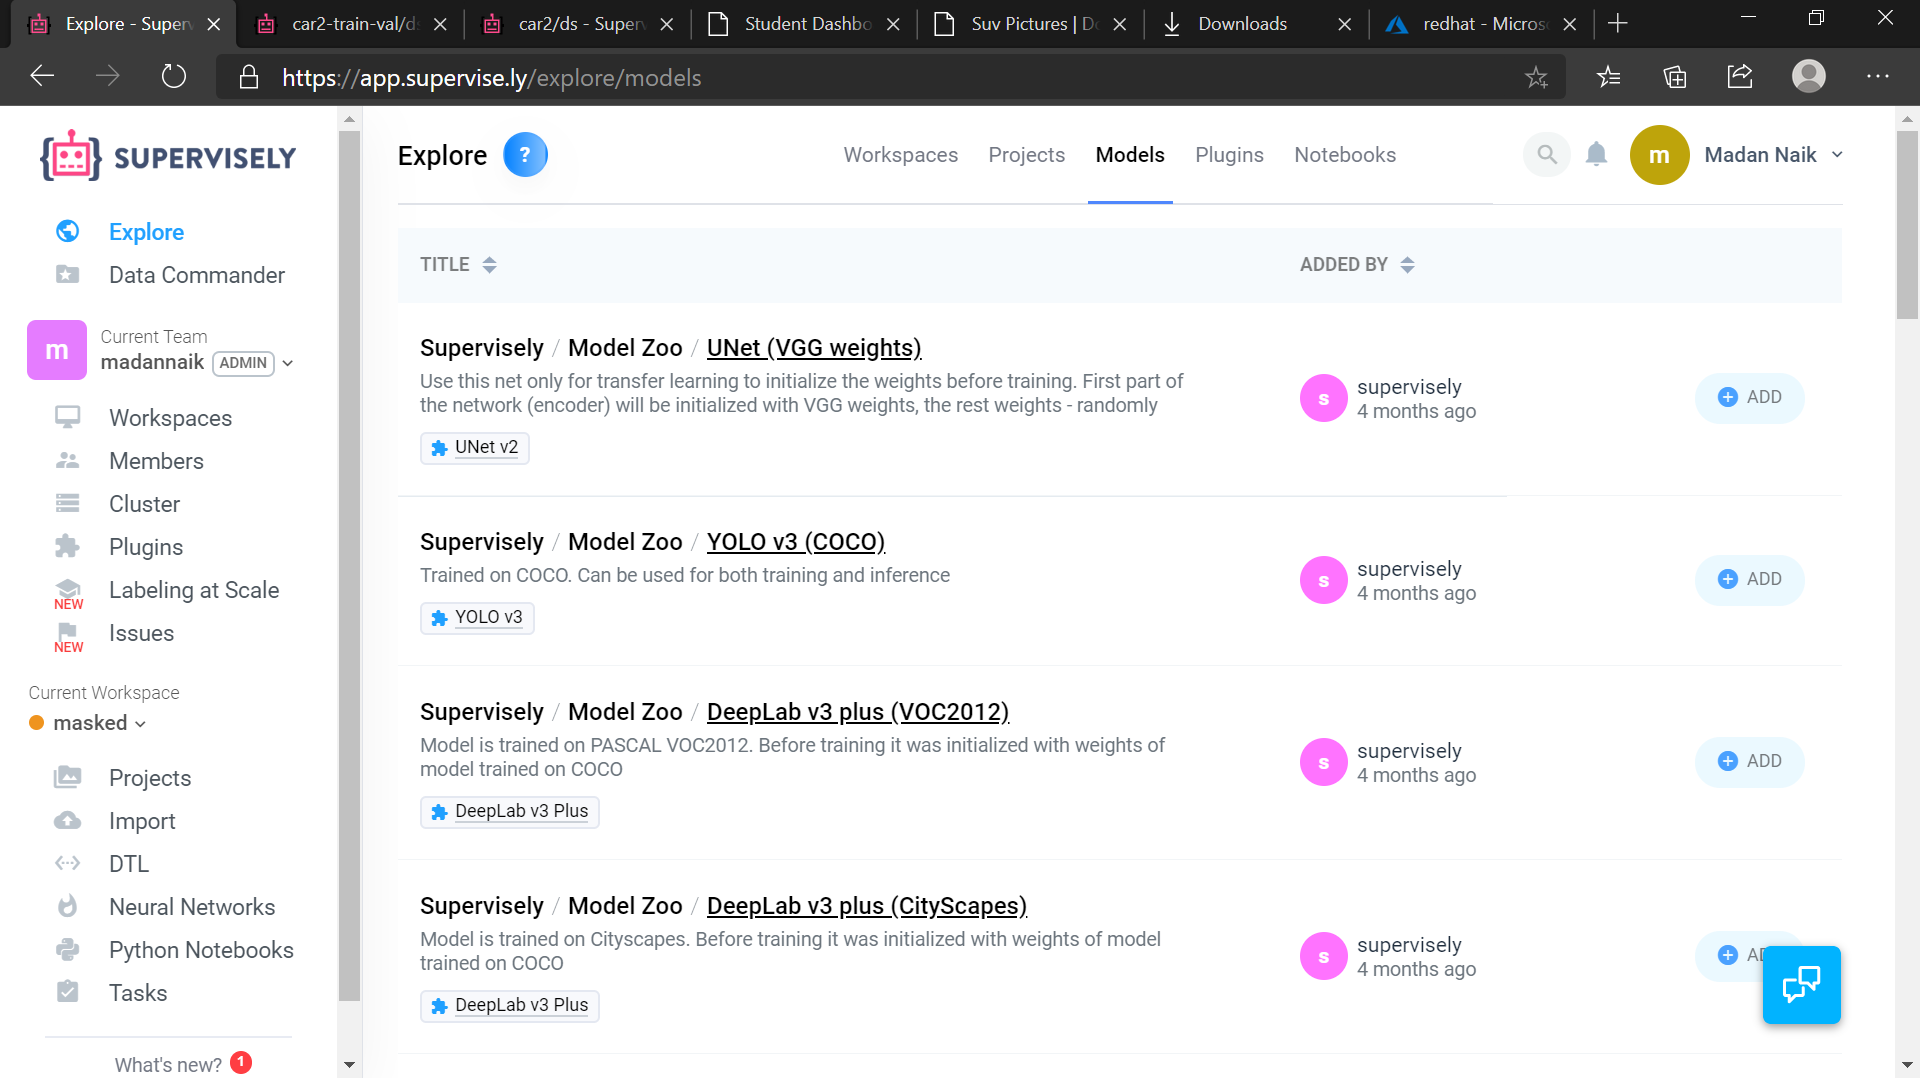 Explore - Superv
car2-train-val/ds
car2/ds - Superv
Student Dashbo
Suv Pictures | D
Downloads
redhat - Micros
https://app.supervise.ly/explore/models
SUPERVISELY
Explore
Data Commander
m
Current Team
madannaik ADMIN
Workspaces
Members
Cluster
Plugins
NEW
Labeling at Scale
NEW
Issues
Current Workspace
masked
Projects
Import
DTL
Neural Networks
Python Notebooks
Tasks
What's new? 1
Explore ?
Workspaces Projects Models Plugins Notebooks
m Madan Naik
TITLE ADDED BY
Supervisely / Model Zoo / UNet (VGG weights)
Use this net only for transfer learning to initialize the weights before training. First part of
the network (encoder) will be initialized with VGG weights, the rest weights - randomly
UNet v2
s
supervisely
4 months ago
ADD
Supervisely / Model Zoo / YOLO v3 (COCO)
Trained on COCO. Can be used for both training and inference
YOLO v3
s
supervisely
4 months ago
ADD
Supervisely / Model Zoo / DeepLab v3 plus (VOC2012)
Model is trained on PASCAL VOC2012. Before training it was initialized with weights of
model trained on COCO
DeepLab v3 Plus
s
supervisely
4 months ago
ADD
Supervisely / Model Zoo / DeepLab v3 plus (CityScapes)
Model is trained on Cityscapes. Before training it was initialized with weights of model
trained on COCO
DeepLab v3 Plus
s
supervisely
4 months ago